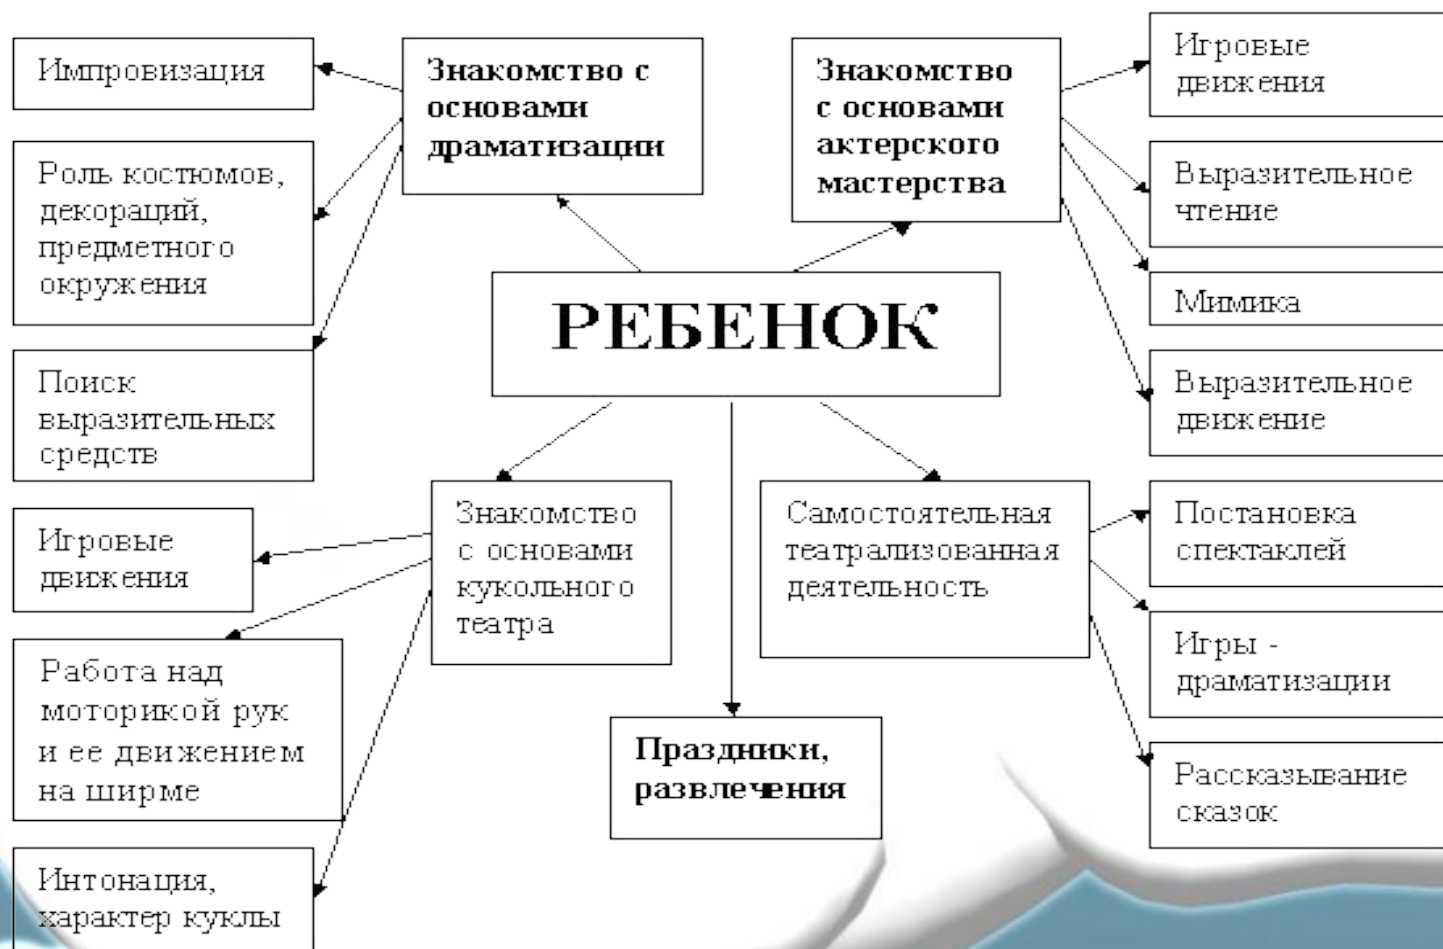 Импровизация
Знакомство с
основами
драматизации
Знакомство
с основами
актерского
мастерства
Игровые
движения
Роль костюмов,
декораций,
предметного
окружения
Выразительное
чтение
Мимика
РЕБЕНОК
Поиск
выразительных
средств
Выразительное
движение
Игровые
движения
Знакомство
с основами
кукольного
театра
Самостоятельная
театрализованная
деятельность
Постановка
спектаклей
Работа над
моторикой рук
и ее движением
на ширме
Игры -
драматизации
Праздники,
развлечения
Рассказывание
сказок
Интонация,
характер куклы